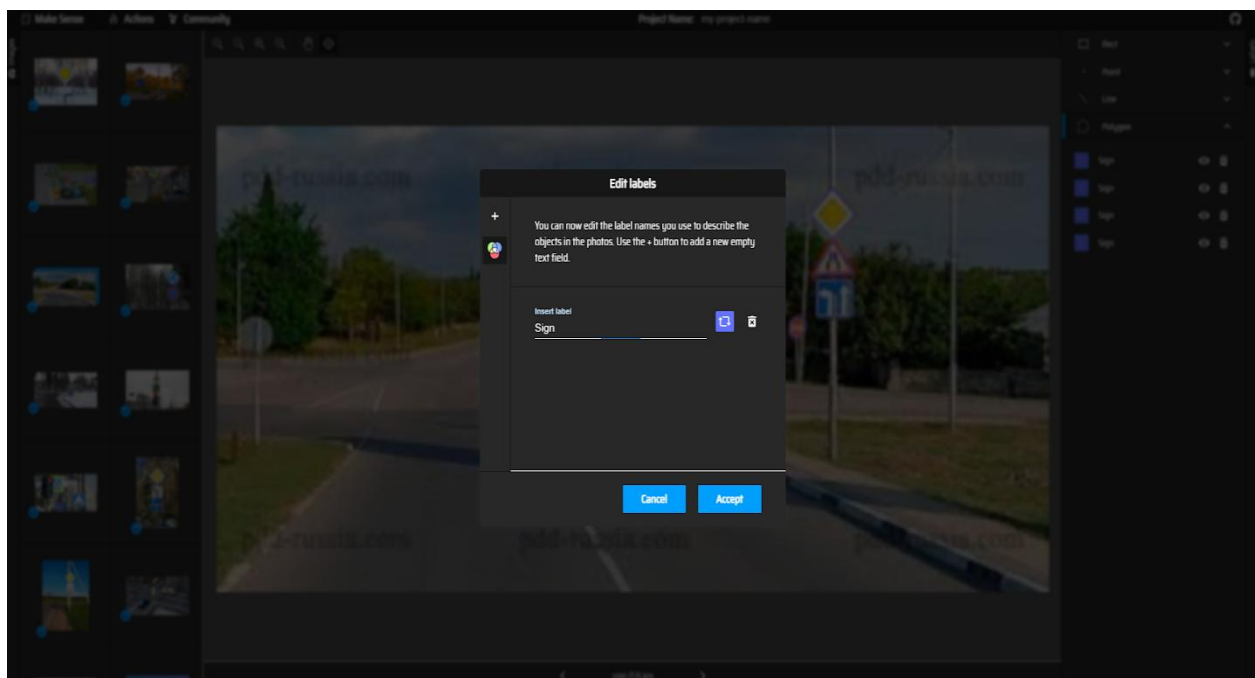 Make Sense
Actions
Community
Project Name: my project name
Rect
Point
Line
Polygon
Sign
Sign
Sign
Sign
pdd-russia.com
pdd-russia.com
Edit labels
+
You can now edit the label names you use to describe the
objects in the photos. Use the + button to add a new empty
text field.
Insert label
Sign
Cancel
Accept
pdd-russia.com
pdd-russia.com
pdd-russia.com